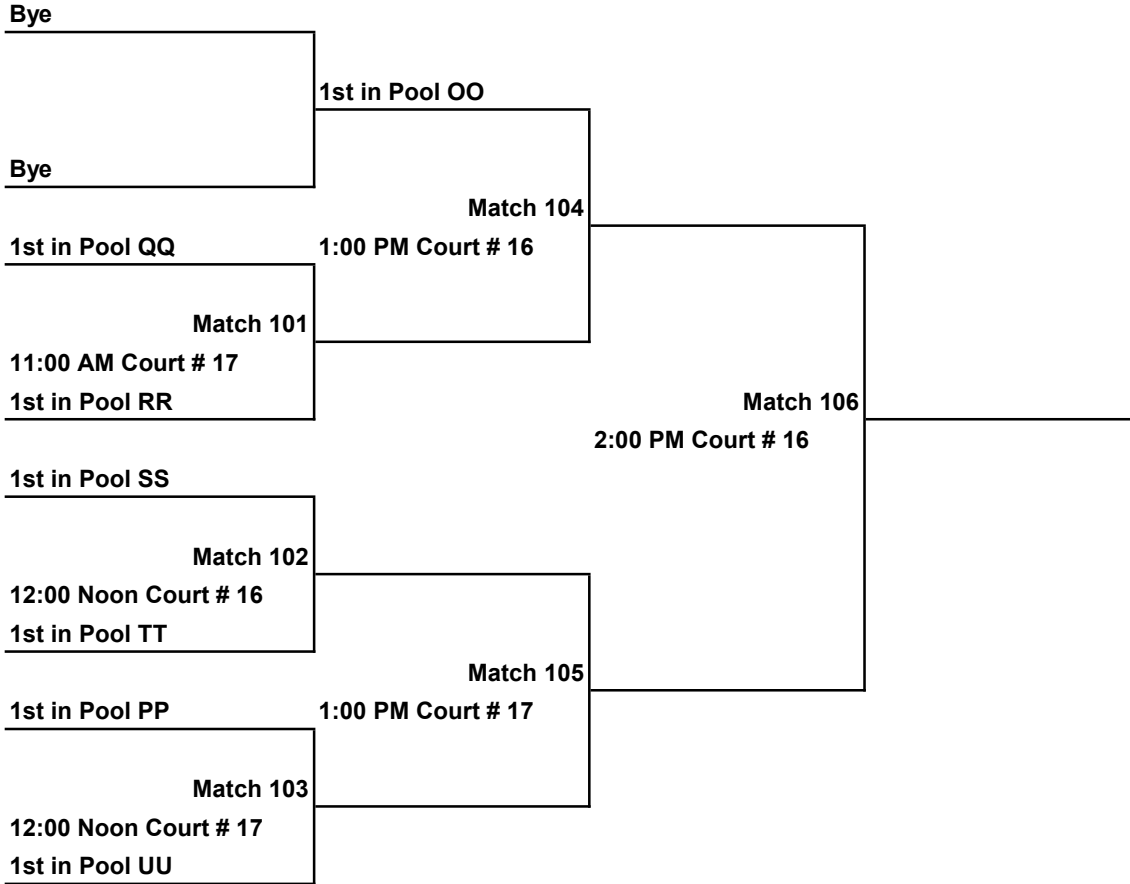 Bye
1st in Pool OO
Bye
Match 104
1st in Pool QQ
1:00 PM Court # 16
Match 101
11:00 AM Court # 17
1st in Pool RR
Match 106
2:00 PM Court # 16
1st in Pool SS
Match 102
12:00 Noon Court # 16
1st in Pool TT
Match 105
1st in Pool PP
1:00 PM Court # 17
Match 103
12:00 Noon Court # 17
1st in Pool UU